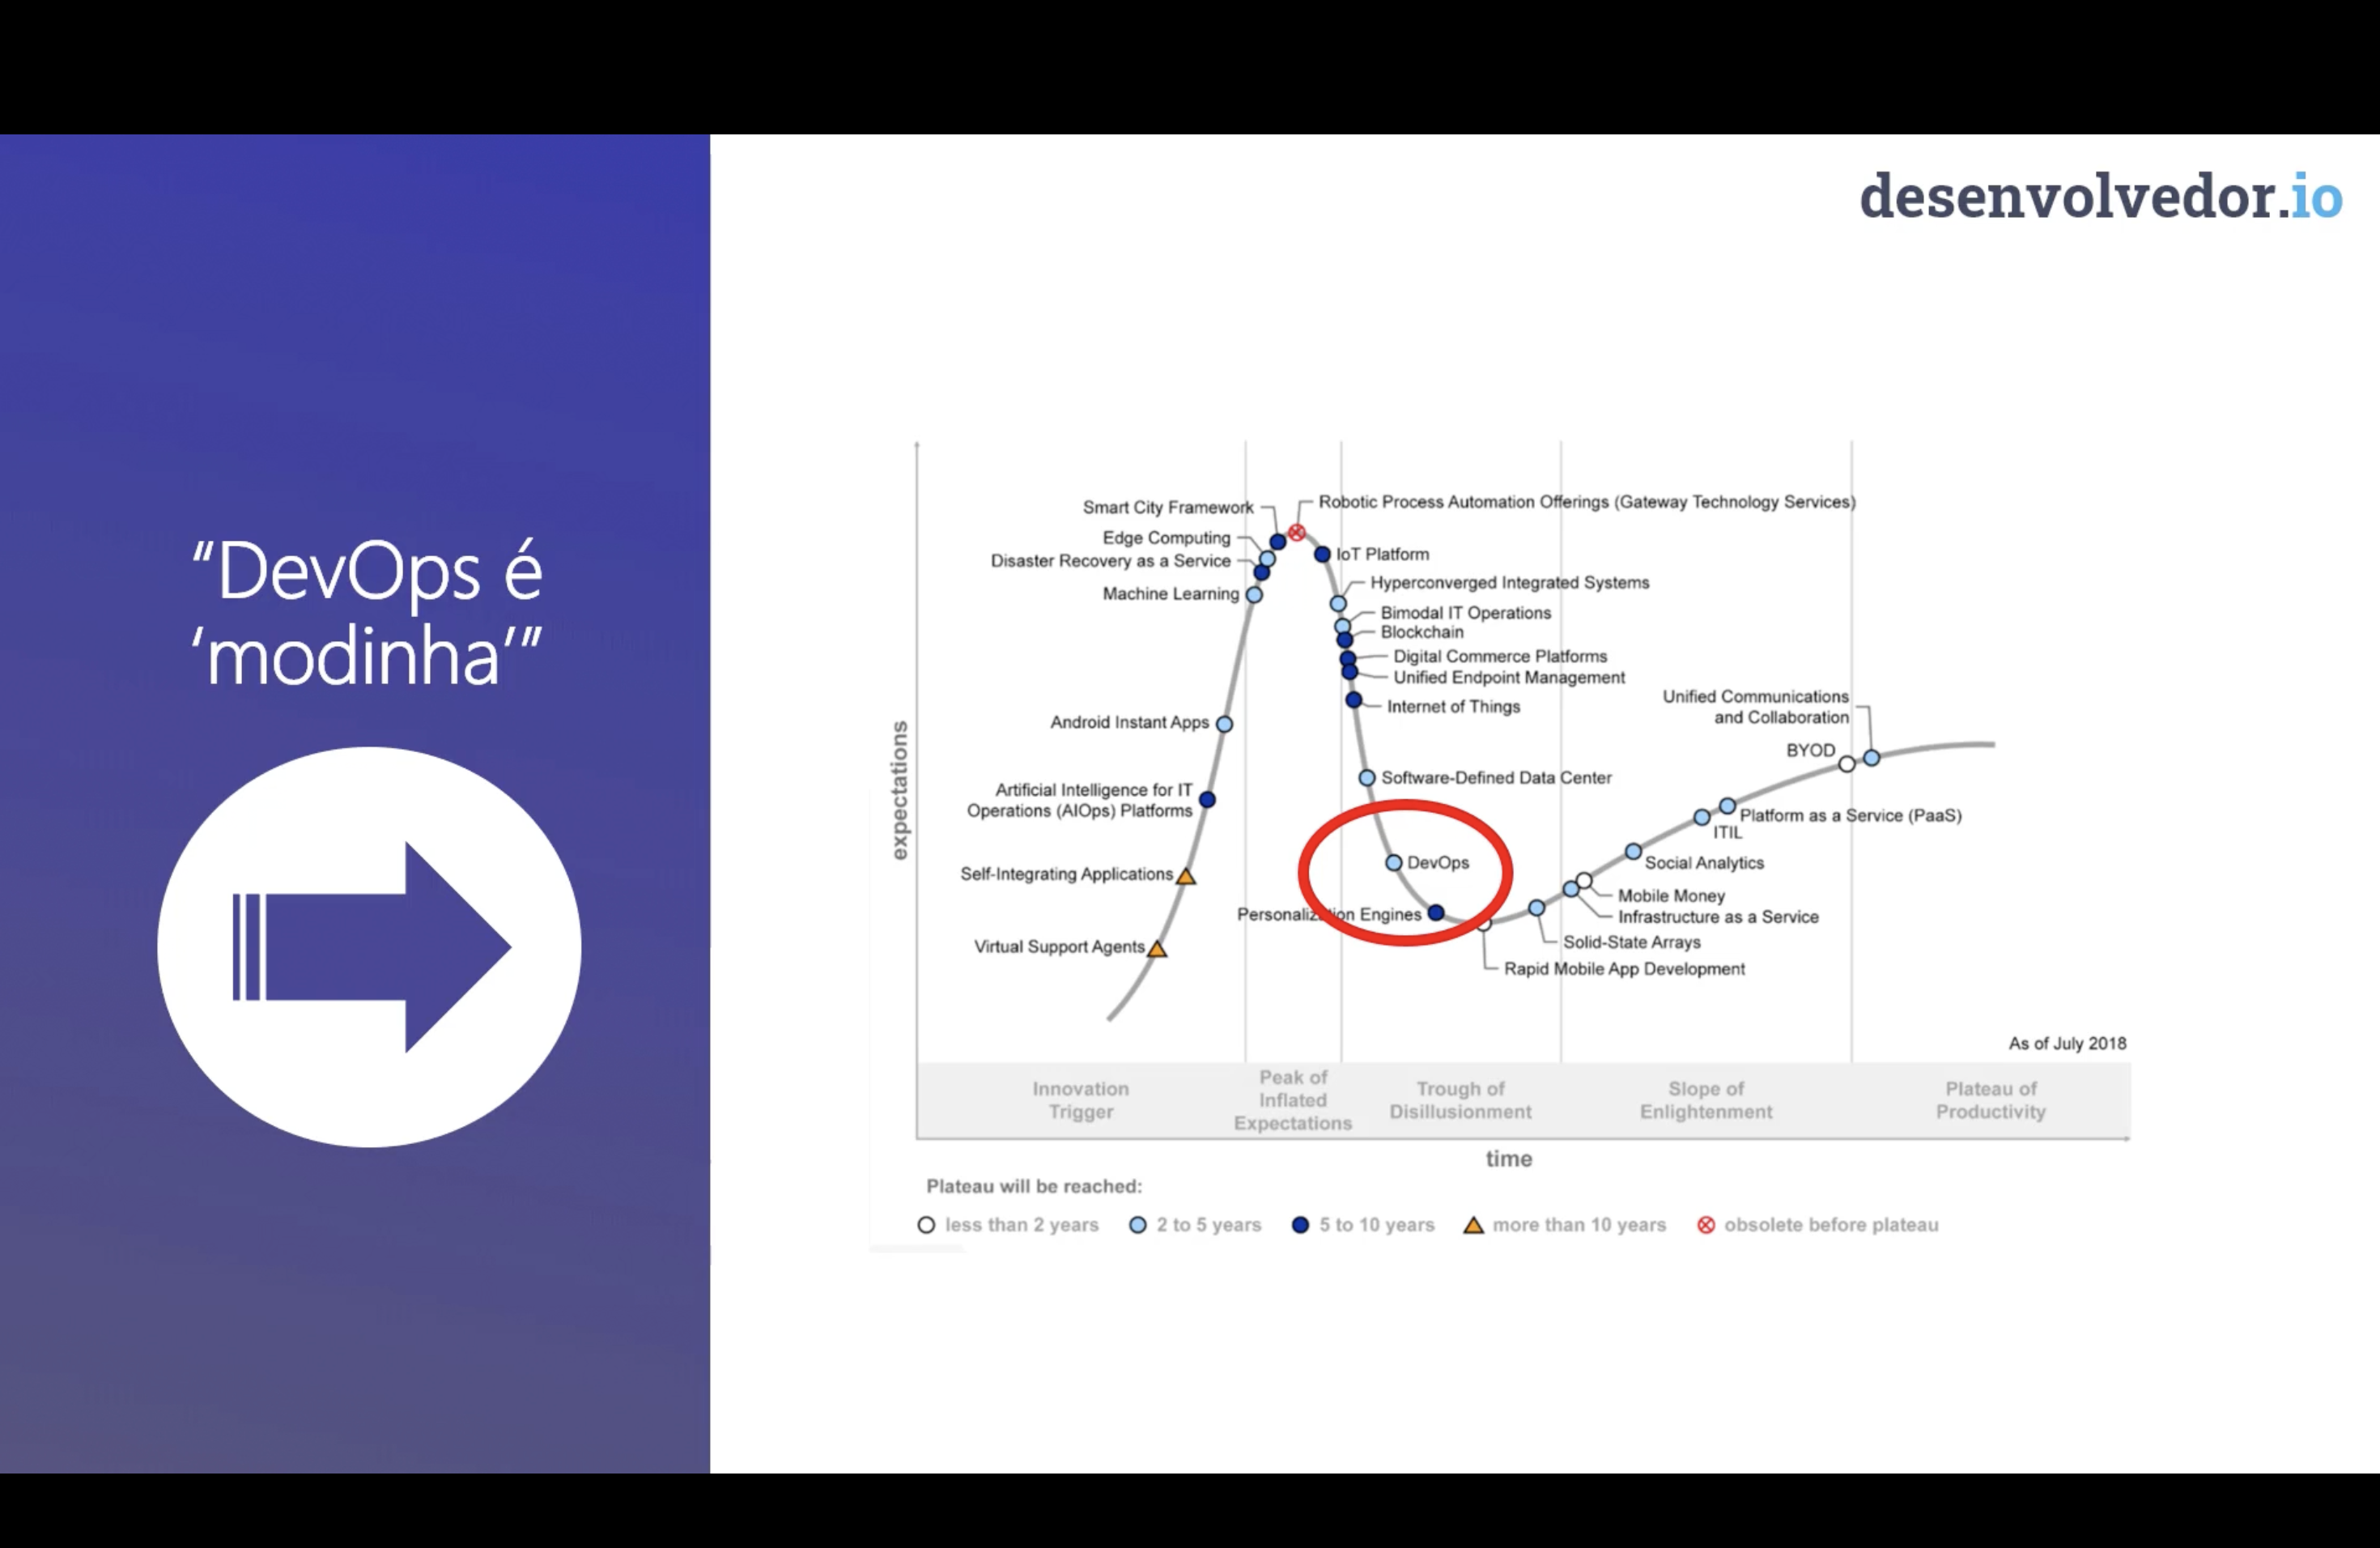 desenvolvedor.io
“DevOps é
‘modinha’”
expectations
Smart City Framework
Robotic Process Automation Offerings (Gateway Technology Services)
Edge Computing
Disaster Recovery as a Service
Machine Learning
IoT Platform
Hyperconverged Integrated Systems
Bimodal IT Operations
Blockchain
Digital Commerce Platforms
Unified Endpoint Management
Internet of Things
Android Instant Apps
Artificial Intelligence for IT
Operations (AIOps) Platforms
Self-Integrating Applications
Virtual Support Agents
Software-Defined Data Center
DevOps
Personalization Engines
Rapid Mobile App Development
Solid-State Arrays
Infrastructure as a Service
Mobile Money
Social Analytics
ITIL
Platform as a Service (PaaS)
BYOD
Unified Communications
and Collaboration
As of July 2018
Innovation
Trigger
Peak of
Inflated
Expectations
Trough of
Disillusionment
Slope of
Enlightenment
Plateau of
Productivity
time
Plateau will be reached:
less than 2 years
2 to 5 years
5 to 10 years
more than 10 years
obsolete before plateau